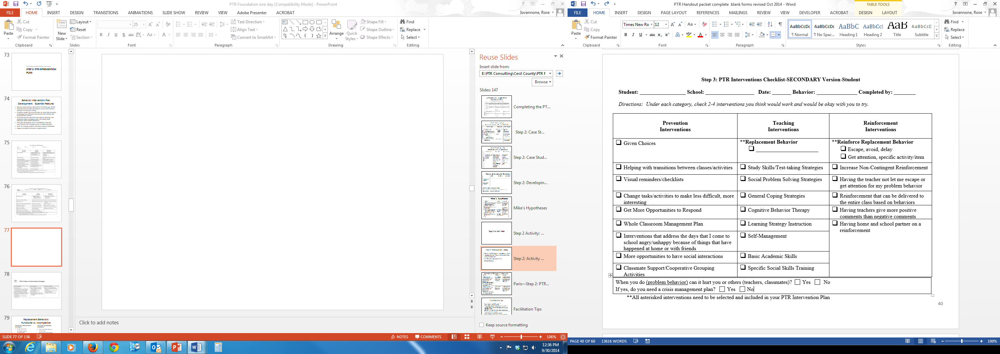 PTR Foundation one day [Compatibility Mode] - PowerPoint
FILE HOME INSERT DESIGN TRANSITIONS ANIMATIONS SLIDE SHOW REVIEW VIEW Adobe Presenter ACROBAT
Iovannone, Rose
Paste
Cut
Copy
Format Painter
Clipboard
New Slide
Layout
Reset
Section
Slides
25
Font
Text Direction
Align Text
Convert to SmartArt
Paragraph
Arrange
Quick Styles
Shape Fill
Shape Outline
Shape Effects
Drawing
Find
Replace
Select
Editing
73
STEP 3: PTR INTERVENTION
PLAN
74
Behavior Intervention Plan
Development: Essential Features
75
76
77
78
79
Replacement Behaviors
Functional vs. Incompatible
Click to add notes
Reuse Slides
Insert slide from:
E:\PTR Consulting\Cecil County\PTR F
Browse
Slides: 147
Completing the PT...
Step 2: Case St...
Step 2: Case Stud...
Step 2: Developin...
Mike's Hypotheses
Step 2 Activity: ...
Step 2: Activity ...
Paris—Step 2: PTR...
Facilitation Tips
Keep source formatting
SLIDE 77 OF 136
NOTES COMMENTS 106%
12:36 PM
9/30/2014
PTR Handout packet complete blank forms revised Oct 2014 - Word
TABLE TOOLS
FILE HOME INSERT DESIGN PAGE LAYOUT REFERENCES MAILINGS REVIEW VIEW DEVELOPER ACROBAT DESIGN LAYOUT
Iovannone, Rose
Paste
Cut
Copy
Format Painter
Clipboard
Times New Ro 12
Font
Paragraph
AaBbCcDc AaBbCcDc AaBbC AaBbCc AaB AaBbCcD
¶ Normal ¶ No Spac... Heading 1 Heading 2 Title Subtitle
Styles
Find
Replace
Select
Editing
Step 3: PTR Interventions Checklist-SECONDARY Version-Student
Student: _________________ School: __________________ Date: _______ Behavior: _______________ Completed by: ________
Directions: Under each category, check 2-4 interventions you think would work and would be okay with you to try.
Prevention
Interventions
Teaching
Interventions
Reinforcement
Interventions
Given Choices
**Replacement Behavior
_______________________
**Reinforce Replacement Behavior
Escape, avoid, delay
Get attention, specific activity/item
Helping with transitions between classes/activities
Study Skills/Test-taking Strategies
Increase Non-Contingent Reinforcement
Visual reminders/checklists
Social Problem Solving Strategies
Having the teacher not let me escape or
get attention for my problem behavior
Change tasks/activities to make less difficult, more
interesting
General Coping Strategies
Reinforcement that can be delivered to
the entire class based on behaviors
Get More Opportunities to Respond
Cognitive Behavior Therapy
Having teachers give more positive
comments than negative comments
Whole Classroom Management Plan
Learning Strategy Instruction
Having home and school partner on a
reinforcement
Interventions that address the days that I come to
school angry/unhappy because of things that have
happened at home or with friends
Self-Management
More opportunities to have social interactions
Basic Academic Skills
Classmate Support/Cooperative Grouping
Activities
Specific Social Skills Training
When you do (problem behavior) can it hurt you or others (teachers, classmates)? Yes No
If yes, do you need a crisis management plan? Yes No
**All asterisked interventions need to be selected and included in your PTR Intervention Plan
40
PAGE 40 OF 60 13616 WORDS 100%